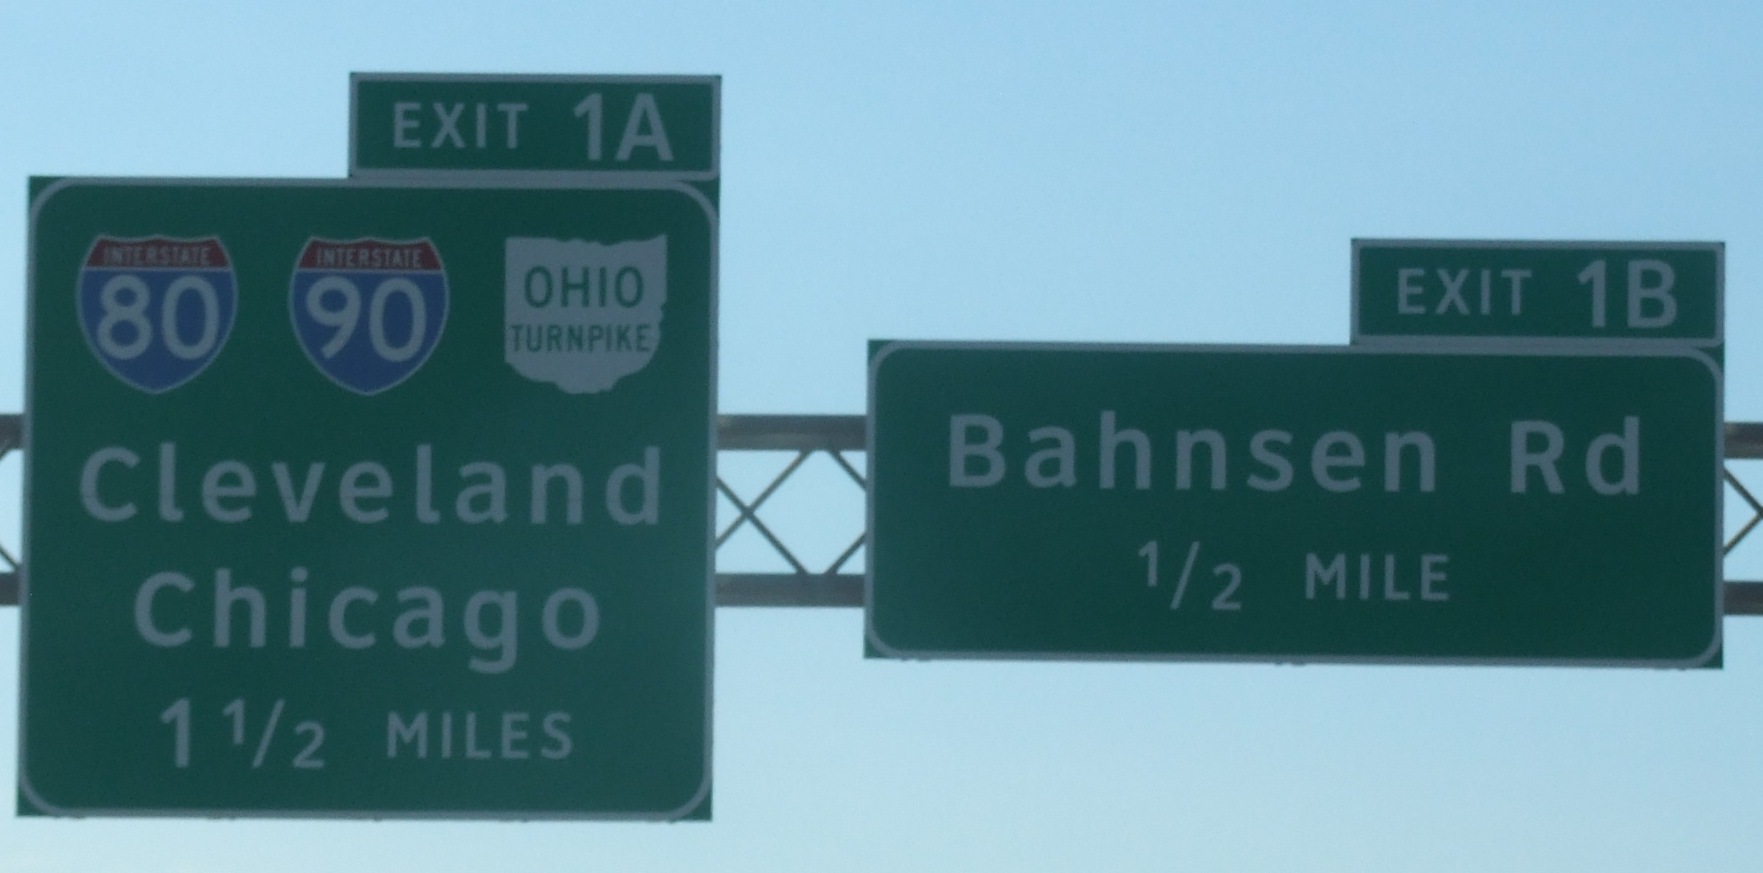 EXIT 1A
INTERSTATE
80
INTERSTATE
90
OHIO
TURNPIKE
Cleveland
Chicago
1 1/2 MILES
EXIT 1B
Bahnsen Rd
1/2 MILE